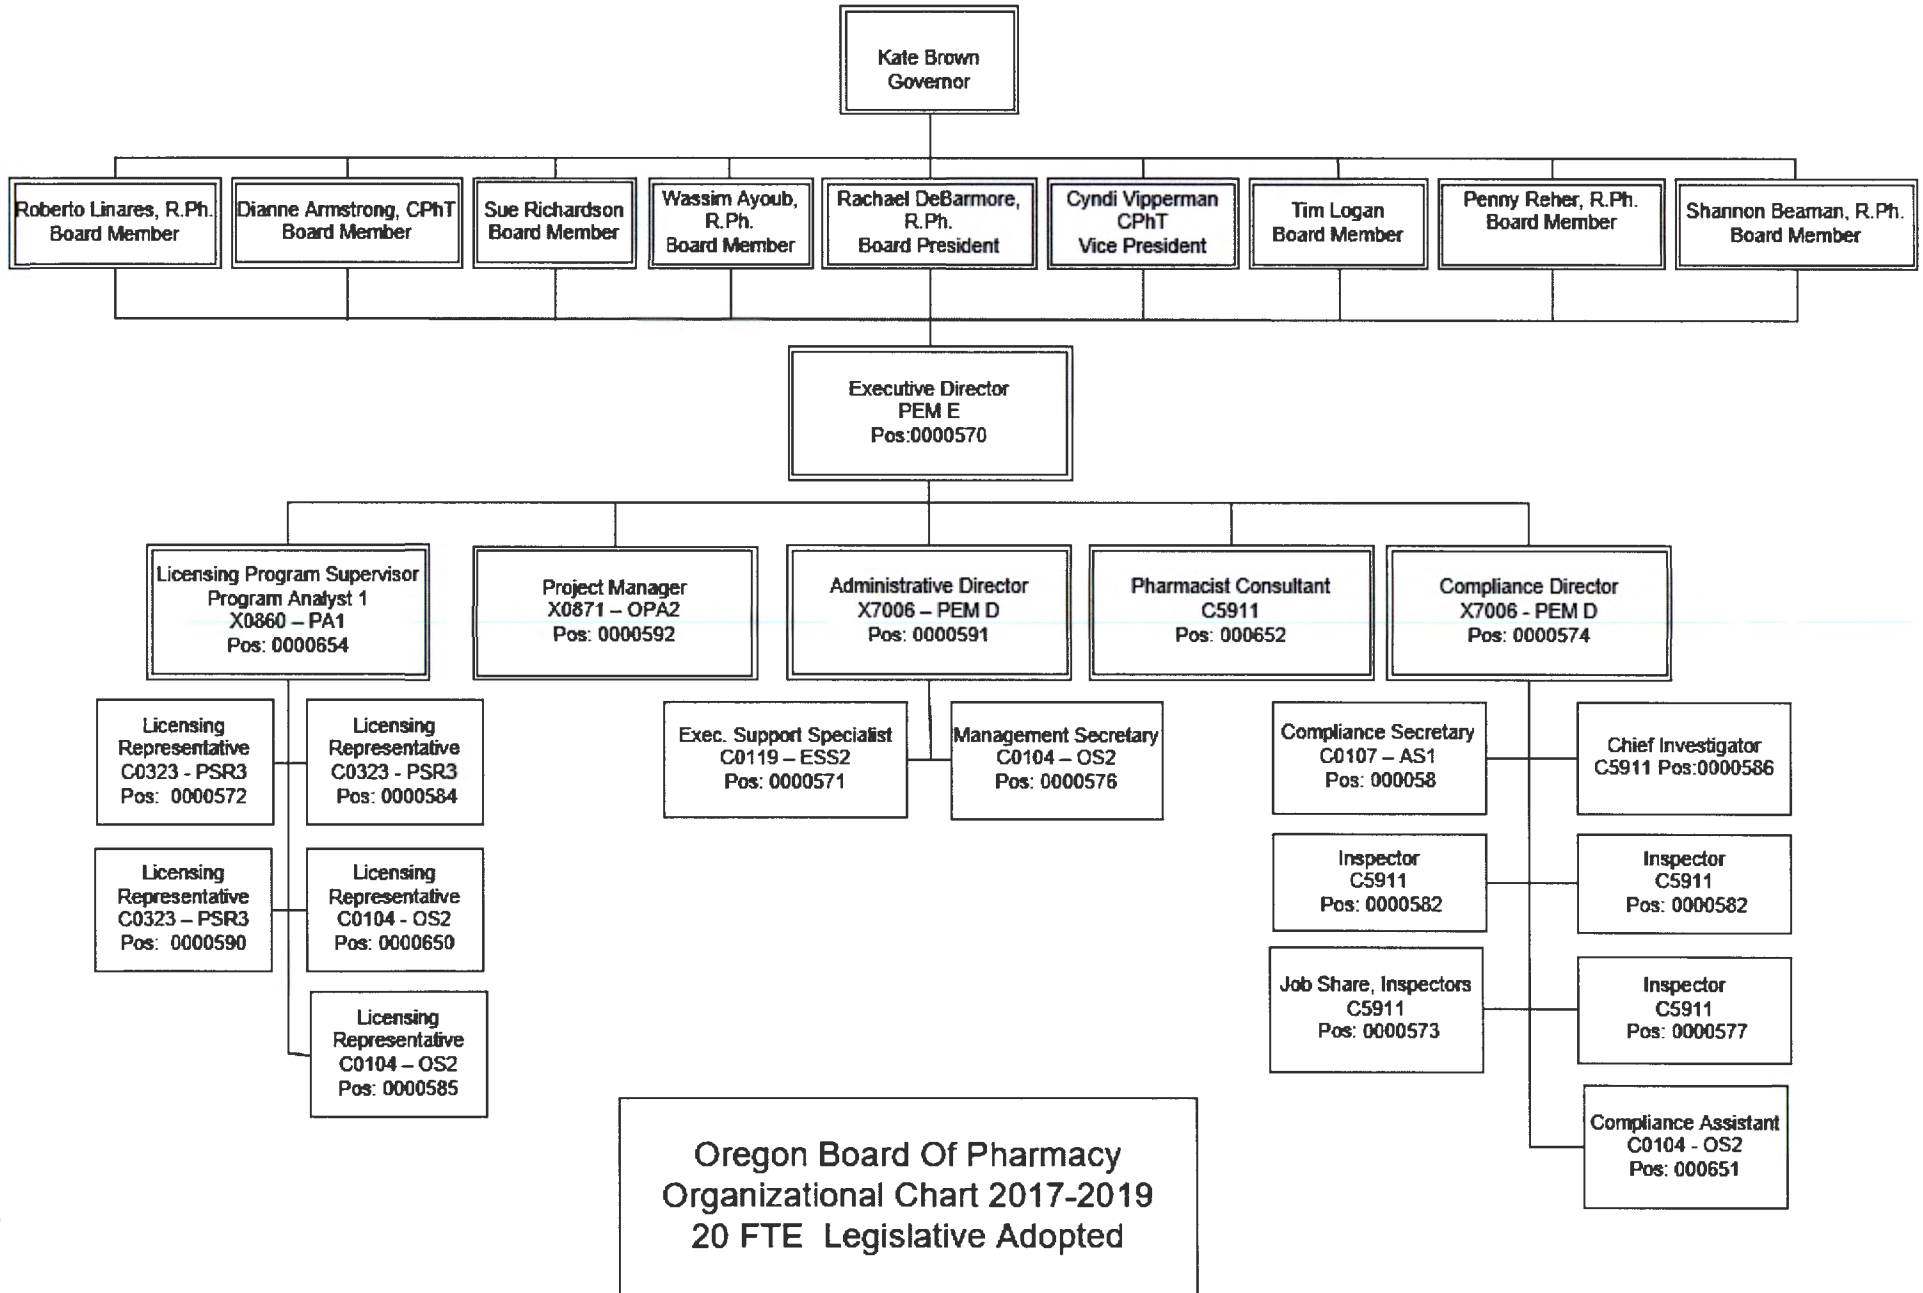 Kate Brown
Governor
Roberto Linares, R.Ph.
Board Member
Dianne Armstrong, CPhT
Board Member
Sue Richardson
Board Member
Wassim Ayoub,
R.Ph.
Board Member
Rachael DeBarmore,
R.Ph.
Board President
Cyndi Vipperman
CPhT
Vice President
Tim Logan
Board Member
Penny Reher, R.Ph.
Board Member
Shannon Beaman, R.Ph.
Board Member
Executive Director
PEM E
Pos:0000570
Licensing Program Supervisor
Program Analyst 1
X0860 – PA1
Pos: 0000654
Project Manager
X0871 – OPA2
Pos: 0000592
Administrative Director
X7006 – PEM D
Pos: 0000591
Pharmacist Consultant
C5911
Pos: 000652
Compliance Director
X7006 - PEM D
Pos: 0000574
Licensing
Representative
C0323 - PSR3
Pos: 0000572
Licensing
Representative
C0323 - PSR3
Pos: 0000584
Exec. Support Specialist
C0119 – ESS2
Pos: 0000571
Management Secretary
C0104 – OS2
Pos: 0000576
Compliance Secretary
C0107 – AS1
Pos: 000058
Chief Investigator
C5911 Pos:0000586
Licensing
Representative
C0323 – PSR3
Pos: 0000590
Licensing
Representative
C0104 - OS2
Pos: 0000650
Inspector
C5911
Pos: 0000582
Inspector
C5911
Pos: 0000582
Licensing
Representative
C0104 – OS2
Pos: 0000585
Job Share, Inspectors
C5911
Pos: 0000573
Inspector
C5911
Pos: 0000577
Compliance Assistant
C0104 - OS2
Pos: 000651
Oregon Board Of Pharmacy
Organizational Chart 2017-2019
20 FTE Legislative Adopted